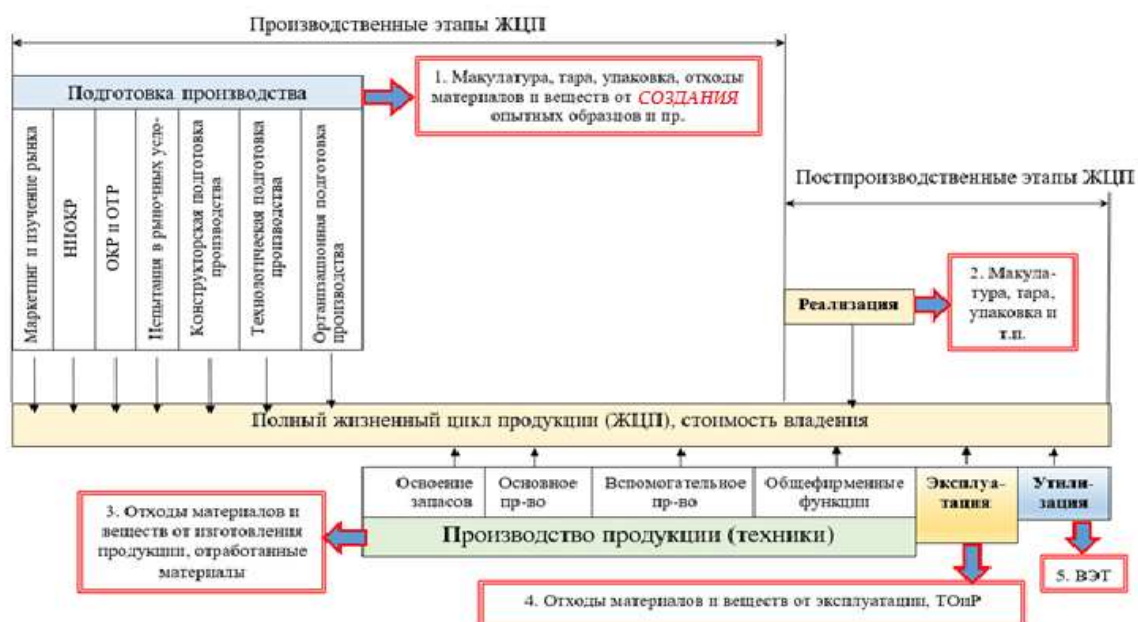 Производственные этапы ЖЦП
Подготовка производства
1. Макулатура, тара, упаковка, отходы
материалов и веществ от СОЗДАНИЯ
опытных образцов и пр.
Маркетинг и изучение рынка
НИОКР
ОКР и ОТР
Испытания в рыночных усло-
Конструкторская подготовка
производства
Технологическая подготовка
производства
Организационная подготовка
производства
Постпроизводственные этапы ЖЦП
Реализация
2. Макула-
тура, тара,
упаковка и
т.п.
Полный жизненный цикл продукции (ЖЦП), стоимость владения
Освоение
запасов
Основное
пр-во
Вспомогательное
пр-во
Общефирменные
функции
Эксплуа-
тация
Утили-
зация
Производство продукции (техники)
3. Отходы материалов и
веществ от изготовления
продукции, отработанные
материалы
4. Отходы материалов и веществ от эксплуатации, ТОиР
5. ВЭТ